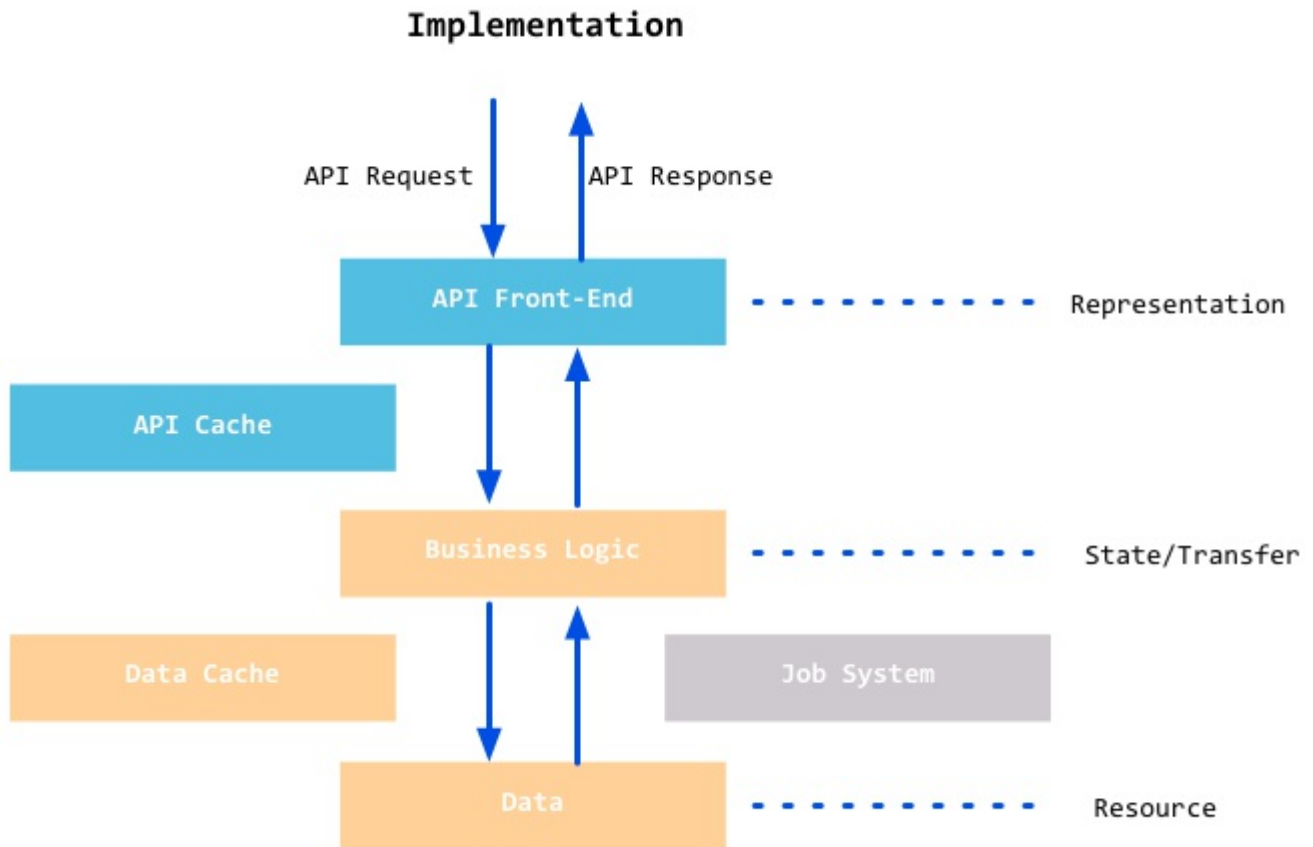 Implementation
API Request
API Response
API Front-End
Representation
API Cache
Business Logic
State/Transfer
Data Cache
Job System
Data
Resource